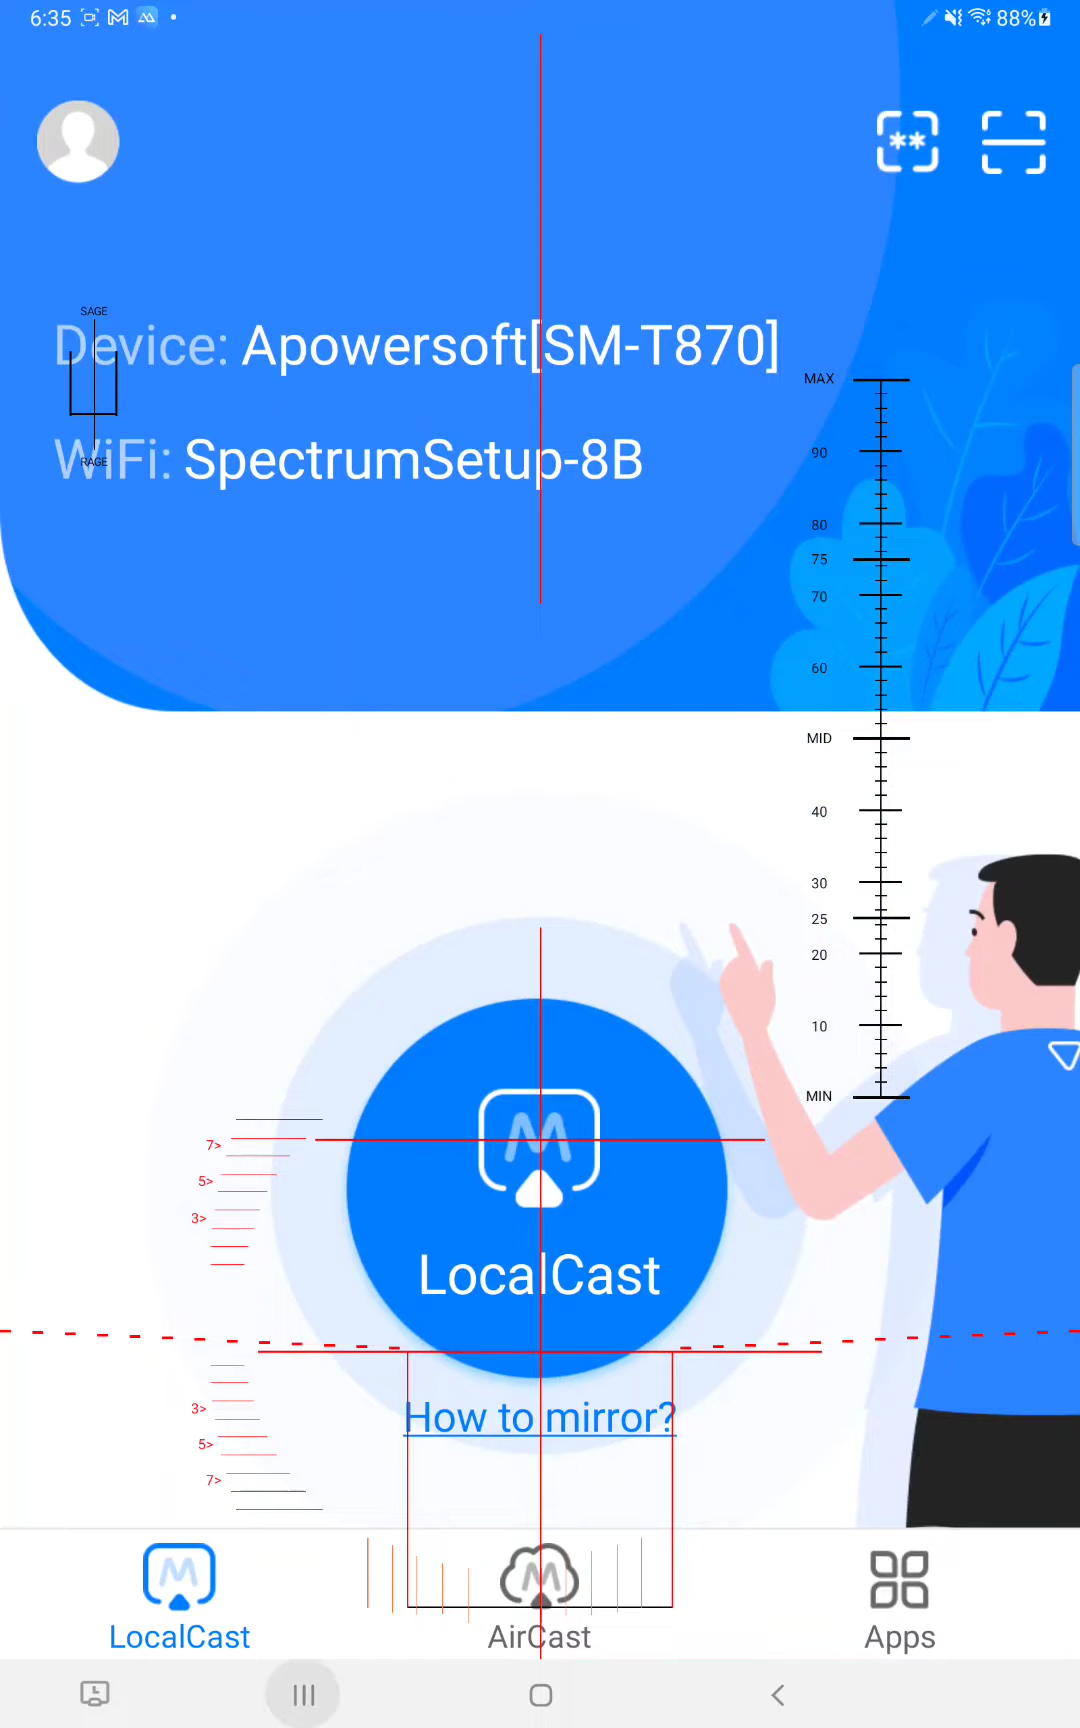 6:35
88%
**
SAGE
Device: Apowersoft[SM-T870]
MAX
WiFi: SpectrumSetup-8B
RAGE
90
80
75
70
60
MID
40
30
25
20
10
MIN
7>
5>
3>
LocalCast
3>
5>
7>
How to mirror?
LocalCast
AirCast
Apps